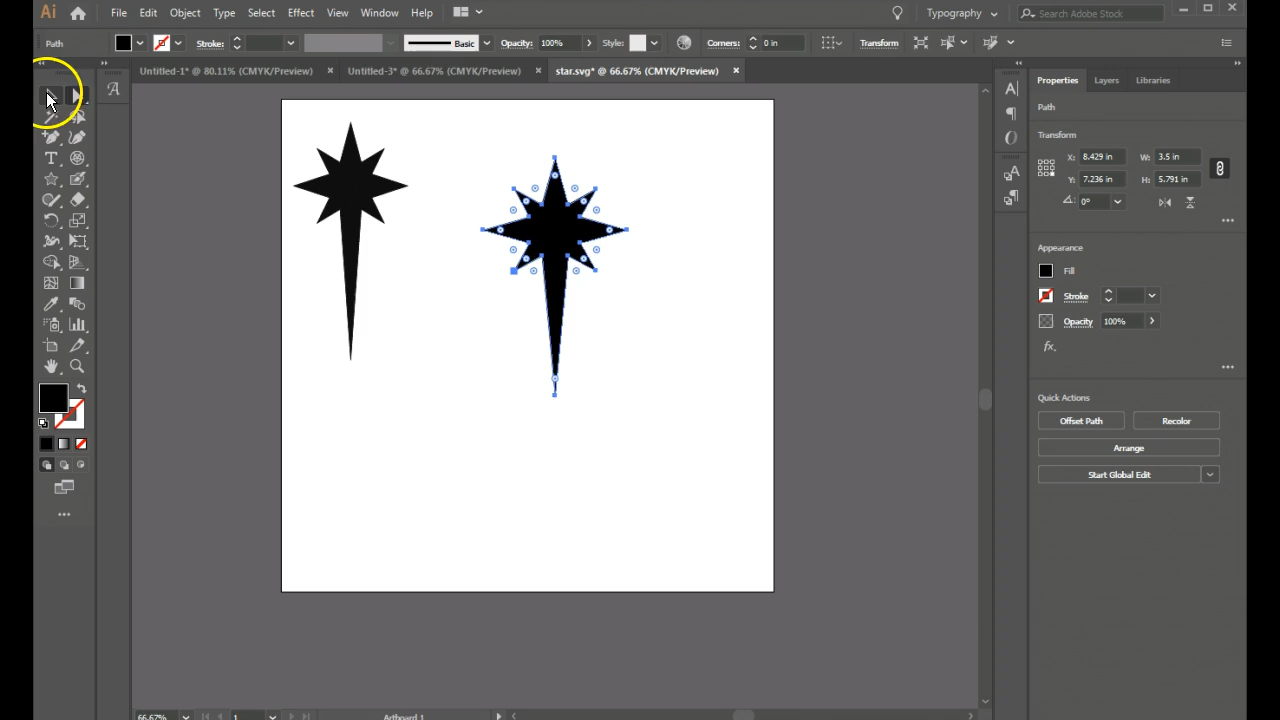 Ai File Edit Object Type Select Effect View Window Help Typography Search Adobe Stock
Path Stroke: Basic Opacity: 100% Style: Corners: 0 in Transform
Untitled-1* @ 80.11% (CMYK/Preview) × Untitled-3* @ 66.67% (CMYK/Preview) × star.svg* @ 66.67% (CMYK/Preview) ×
Properties Layers Libraries
Path
Transform
X: 8.429 in W: 3.5 in
Y: 7.236 in H: 5.791 in
0°
Appearance
Fill
Stroke
Opacity 100%
fx.
Quick Actions
Offset Path Recolor
Arrange
Start Global Edit
66.67% 1 Artboard 1